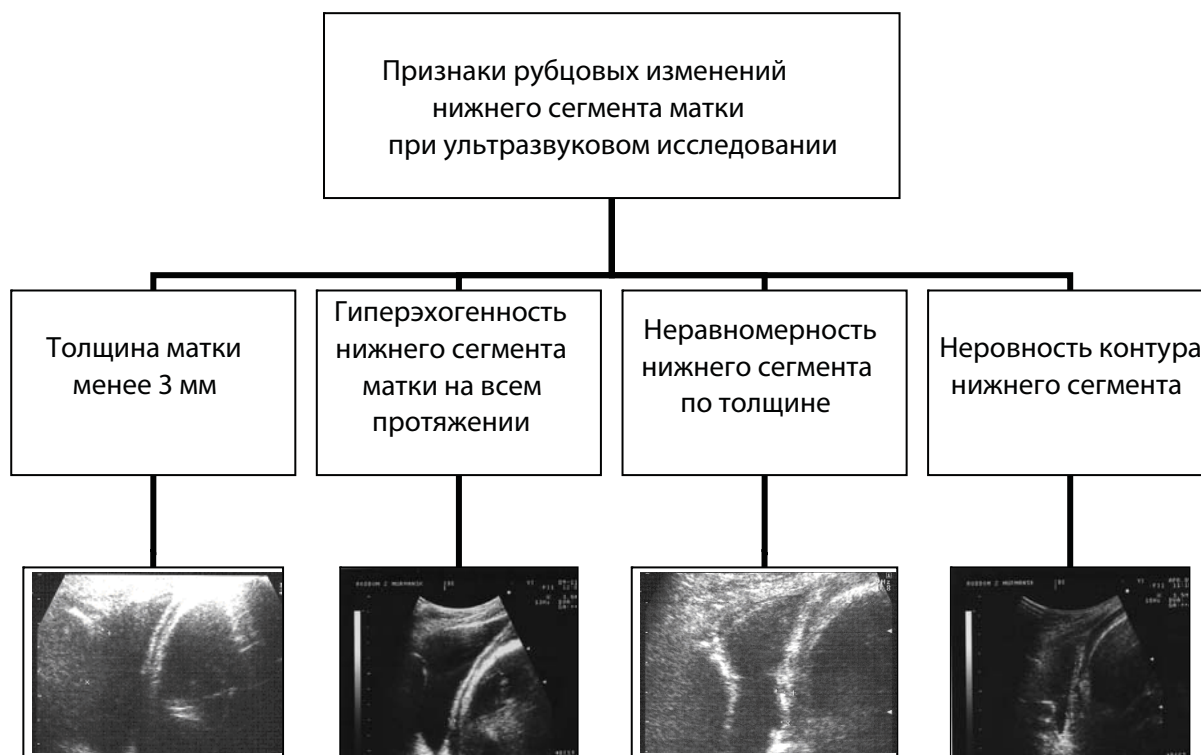 Признаки рубцовых изменений
нижнего сегмента матки
при ультразвуковом исследовании
Толщина матки
менее 3 мм
Гиперэхогенность
нижнего сегмента
матки на всем
протяжении
Неравномерность
нижнего сегмента
по толщине
Неровность контура
нижнего сегмента